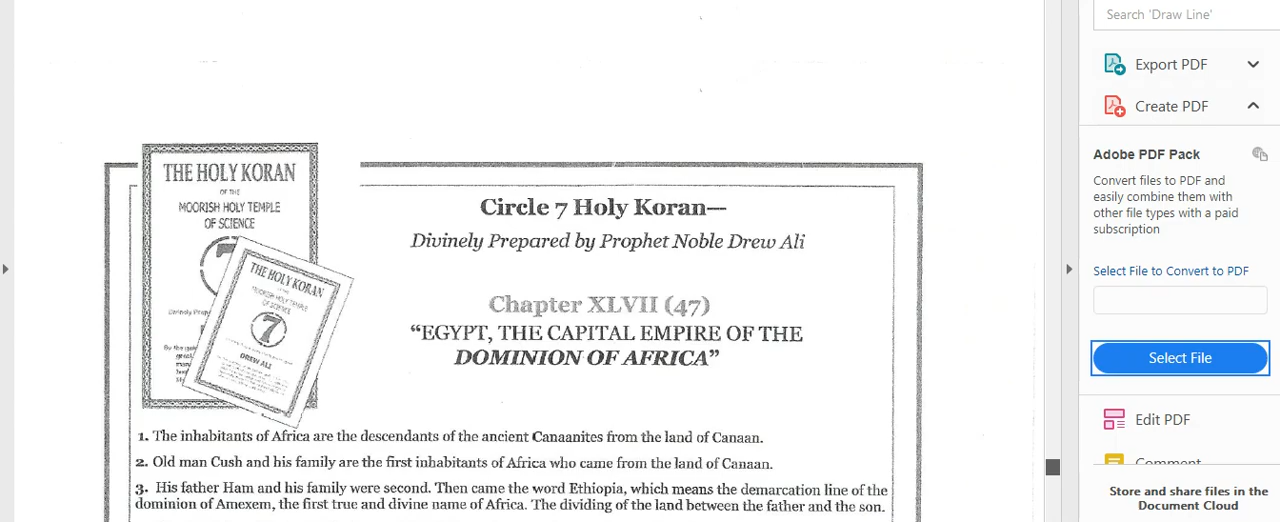 Search 'Draw Line'
Export PDF
Create PDF
Adobe PDF Pack
Convert files to PDF and
easily combine them with
other file types with a paid
subscription
Select File to Convert to PDF
Select File
Edit PDF
Comment
Store and share files in the
Document Cloud
THE HOLY KORAN
OF THE
MOORISH HOLY TEMPLE
OF SCIENCE
7
THE HOLY KORAN
MOORISH HOLY TEMPLE
OF SCIENCE
7
DREW ALI
Circle 7 Holy Koran—
Divinely Prepared by Prophet Noble Drew Ali
Chapter XLVII (47)
“EGYPT, THE CAPITAL EMPIRE OF THE
DOMINION OF AFRICA”
1. The inhabitants of Africa are the descendants of the ancient Canaanites from the land of Canaan.
2. Old man Cush and his family are the first inhabitants of Africa who came from the land of Canaan.
3. His father Ham and his family were second. Then came the word Ethiopia, which means the demarcation line of the
dominion of Amexem, the first true and divine name of Africa. The dividing of the land between the father and the son.